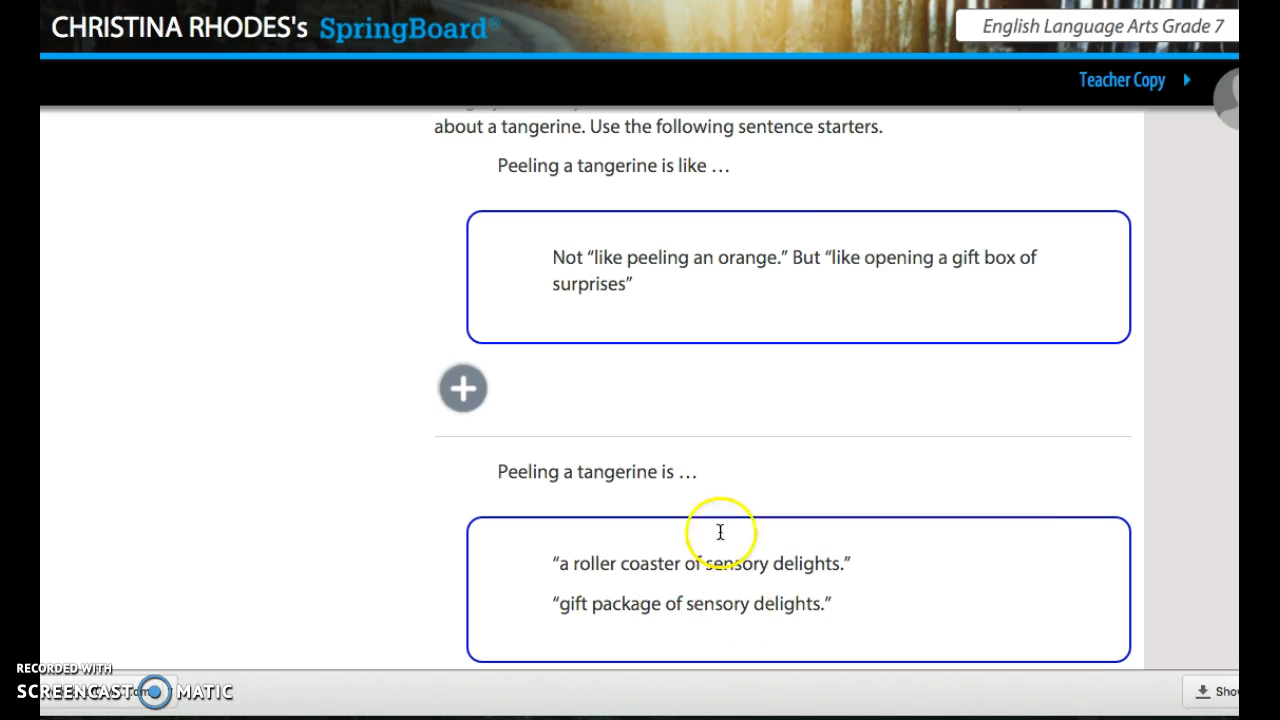 CHRISTINA RHODES's SpringBoard®
English Language Arts Grade 7
Teacher Copy
about a tangerine. Use the following sentence starters.
Peeling a tangerine is like …
Not “like peeling an orange.” But “like opening a gift box of
surprises”
Peeling a tangerine is …
“a roller coaster of sensory delights.”
“gift package of sensory delights.”
RECORDED WITH
SCREENCAST MATIC
Show